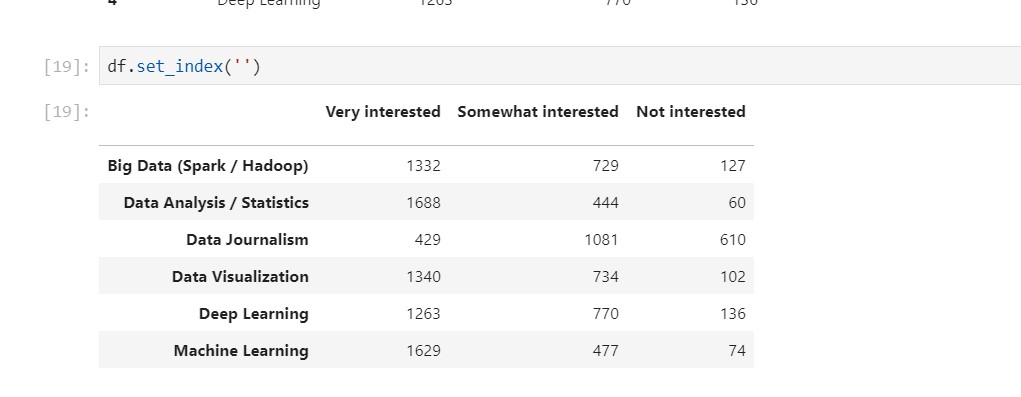 4 Deep Learning 1263 770 136
[19]: df.set_index('')
[19]:
Very interested Somewhat interested Not interested
Big Data (Spark / Hadoop) 1332 729 127
Data Analysis / Statistics 1688 444 60
Data Journalism 429 1081 610
Data Visualization 1340 734 102
Deep Learning 1263 770 136
Machine Learning 1629 477 74